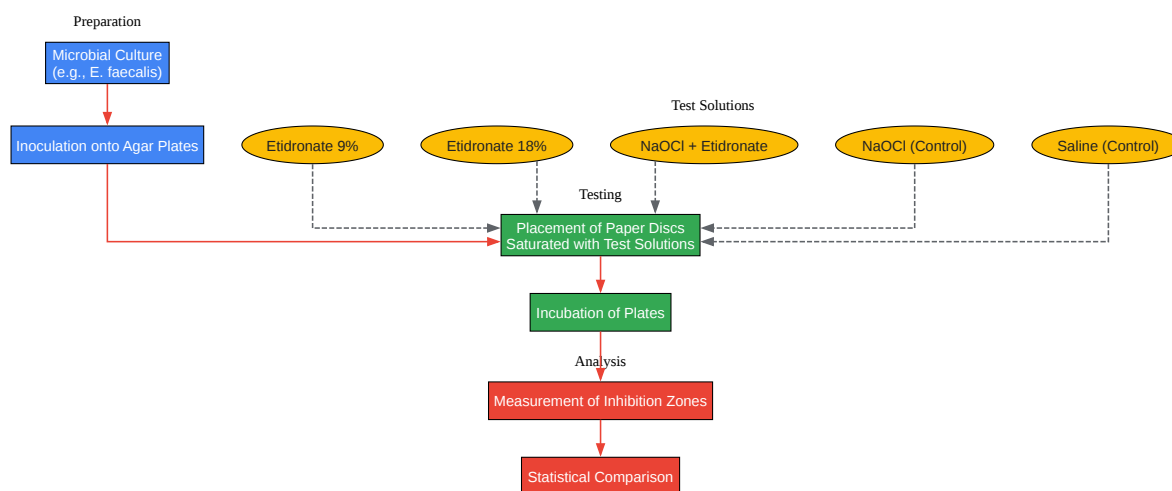 Preparation
Microbial Culture
(e.g., E. faecalis)
Test Solutions
Inoculation onto Agar Plates
Etidronate 9%
Etidronate 18%
NaOCl + Etidronate
NaOCl (Control)
Saline (Control)
Testing
Placement of Paper Discs
Saturated with Test Solutions
Incubation of Plates
Analysis
Measurement of Inhibition Zones
Statistical Comparison